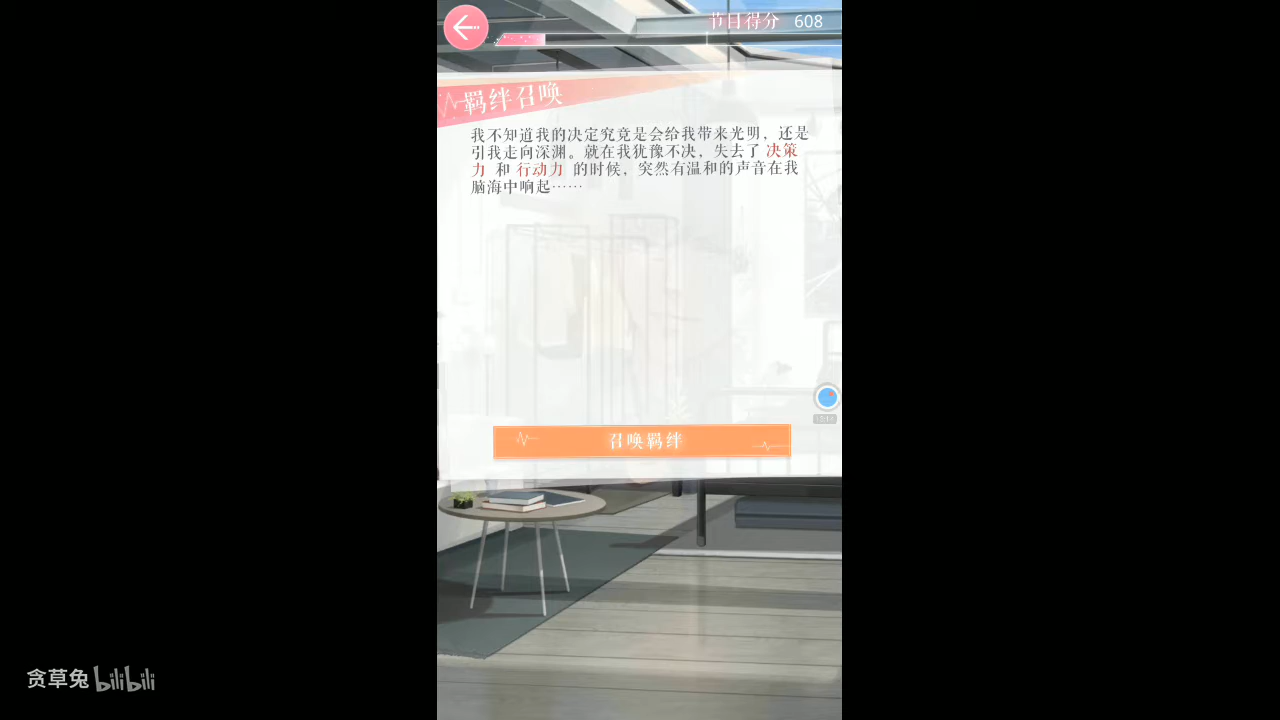 节目得分 608
羁绊召唤
我不知道我的决定究竟是会给我带来光明，还是
引我走向深渊。就在我犹豫不决，失去了 决策
力 和 行动力 的时候，突然有温和的声音在我
脑海中响起……
召唤羁绊
贪草兔 bilibili